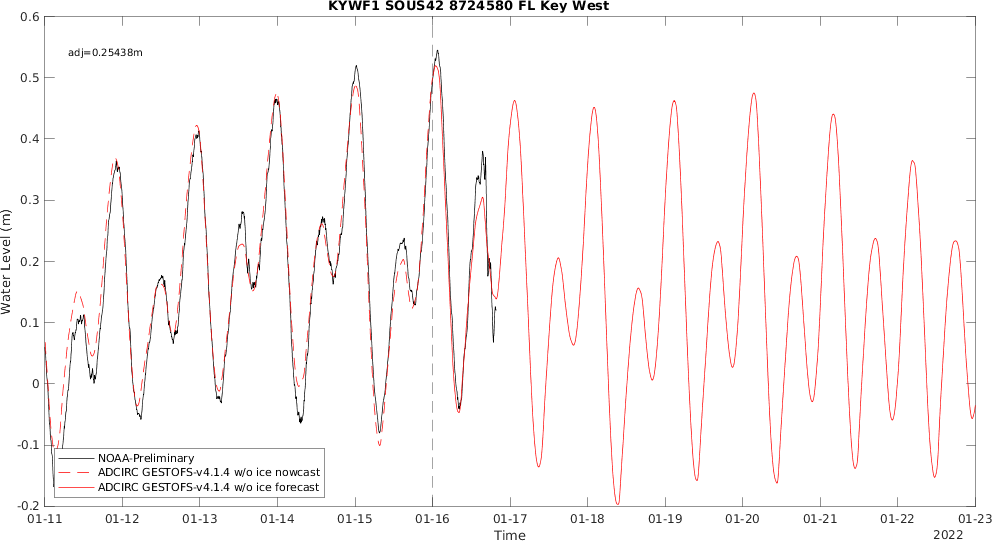 KYWF1 SOUS42 8724580 FL Key West
adj=0.25438m
0.6
0.5
0.4
0.3
0.2
0.1
0
-0.1
-0.2
Water Level (m)
NOAA-Preliminary
ADCIRC GESTOFS-v4.1.4 w/o ice nowcast
ADCIRC GESTOFS-v4.1.4 w/o ice forecast
01-11 01-12 01-13 01-14 01-15 01-16 01-17 01-18 01-19 01-20 01-21 01-22 01-23
Time
2022